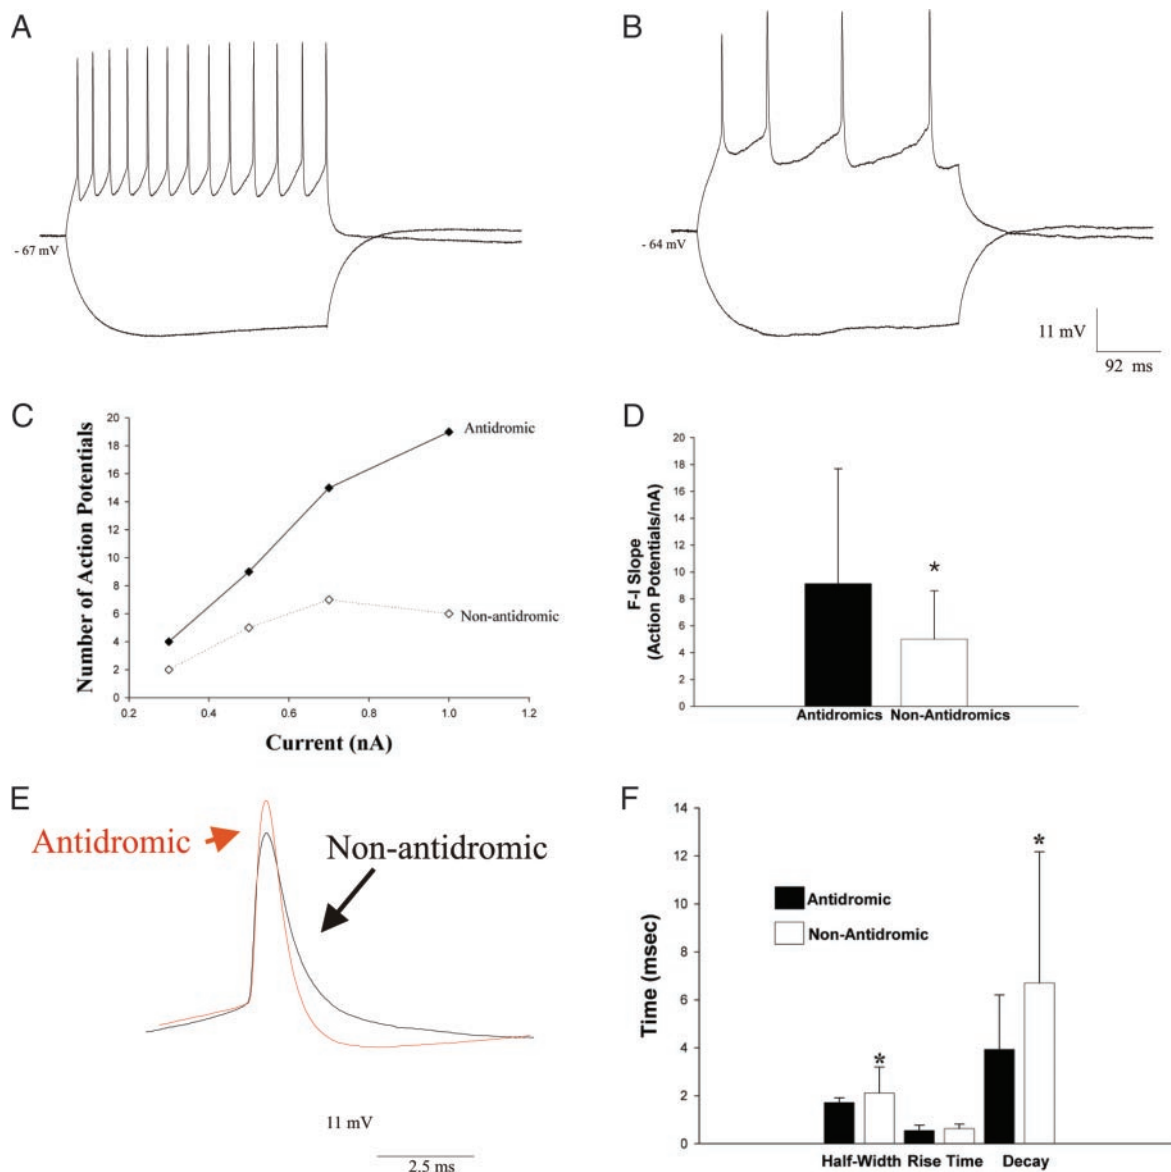 A
- 67 mV
B
- 64 mV
11 mV
92 ms
C
Number of Action Potentials
20
18
16
14
12
10
8
6
4
2
0
0.2
0.4
0.6
0.8
1.0
1.2
Current (nA)
Antidromic
Non-antidromic
D
F-I Slope
(Action Potentials/nA)
20
18
16
14
12
10
8
6
4
2
0
*
Antidromics
Non-Antidromics
E
Antidromic
Non-antidromic
11 mV
2.5 ms
F
Time (msec)
14
12
10
8
6
4
2
0
Antidromic
Non-Antidromic
*
*
Half-Width
Rise Time
Decay